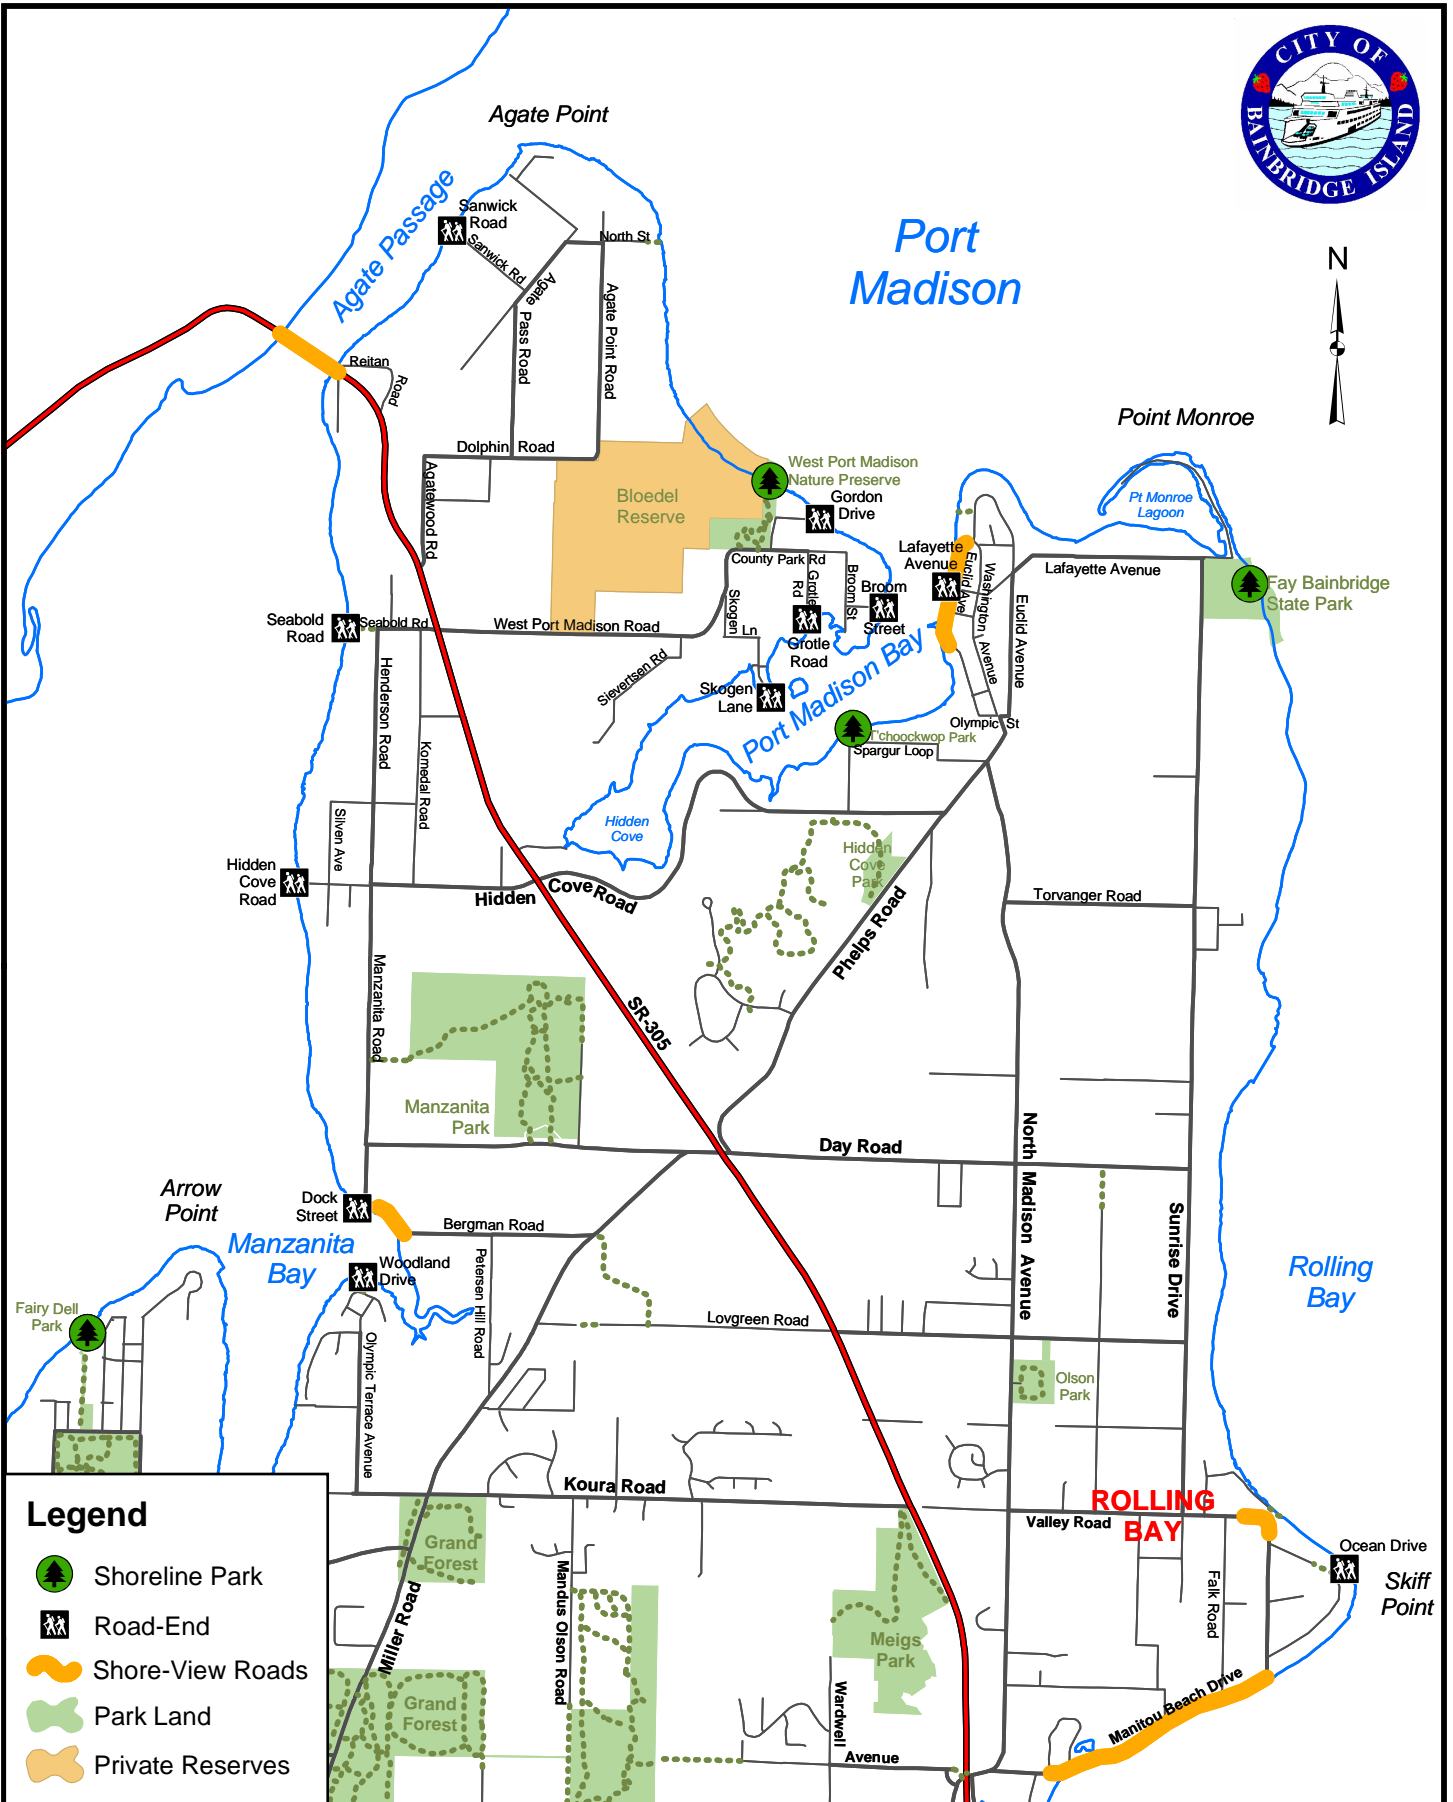 CITY OF
BAINBRIDGE ISLAND
Agate Point
Agate Passage
Sanwick
Road
Sanwick Rd
North St
Port
Madison
N
Agate
Pass Road
Agate Point Road
Reitan
Road
Point Monroe
Dolphin Road
Agatewood Rd
West Port Madison
Nature Preserve
Bloedel
Reserve
Gordon
Drive
Pt Monroe
Lagoon
Lafayette
Avenue
Euclid Ave
Washington Avenue
Euclid Avenue
Lafayette Avenue
Fay Bainbridge
State Park
County Park Rd
Grotle
Rd
Broom St
Broom
Street
Skogen
Ln
Grotle
Road
Seabold
Road
Seabold Rd
West Port Madison Road
Sievertsen Rd
Skogen
Lane
Port Madison Bay
Henderson Road
Komedal Road
Olympic St
T'choockwop Park
Spargur Loop
Silven Ave
Hidden
Cove
Hidden
Cove
Park
Hidden
Cove
Road
Hidden Cove Road
Torvanger Road
Phelps Road
Manzanita Road
SR-305
Manzanita
Park
Day Road
North Madison Avenue
Sunrise Drive
Arrow
Point
Dock
Street
Bergman Road
Manzanita
Bay
Woodland
Drive
Petersen Hill Road
Rolling
Bay
Fairy Dell
Park
Lovgreen Road
Olympic Terrace Avenue
Olson
Park
Koura Road
ROLLING
BAY
Valley Road
Grand
Forest
Ocean Drive
Skiff
Point
Falk Road
Mandus Olson Road
Miller Road
Meigs
Park
Grand
Forest
Wardwell
Avenue
Manitou Beach Drive
Legend
Shoreline Park
Road-End
Shore-View Roads
Park Land
Private Reserves